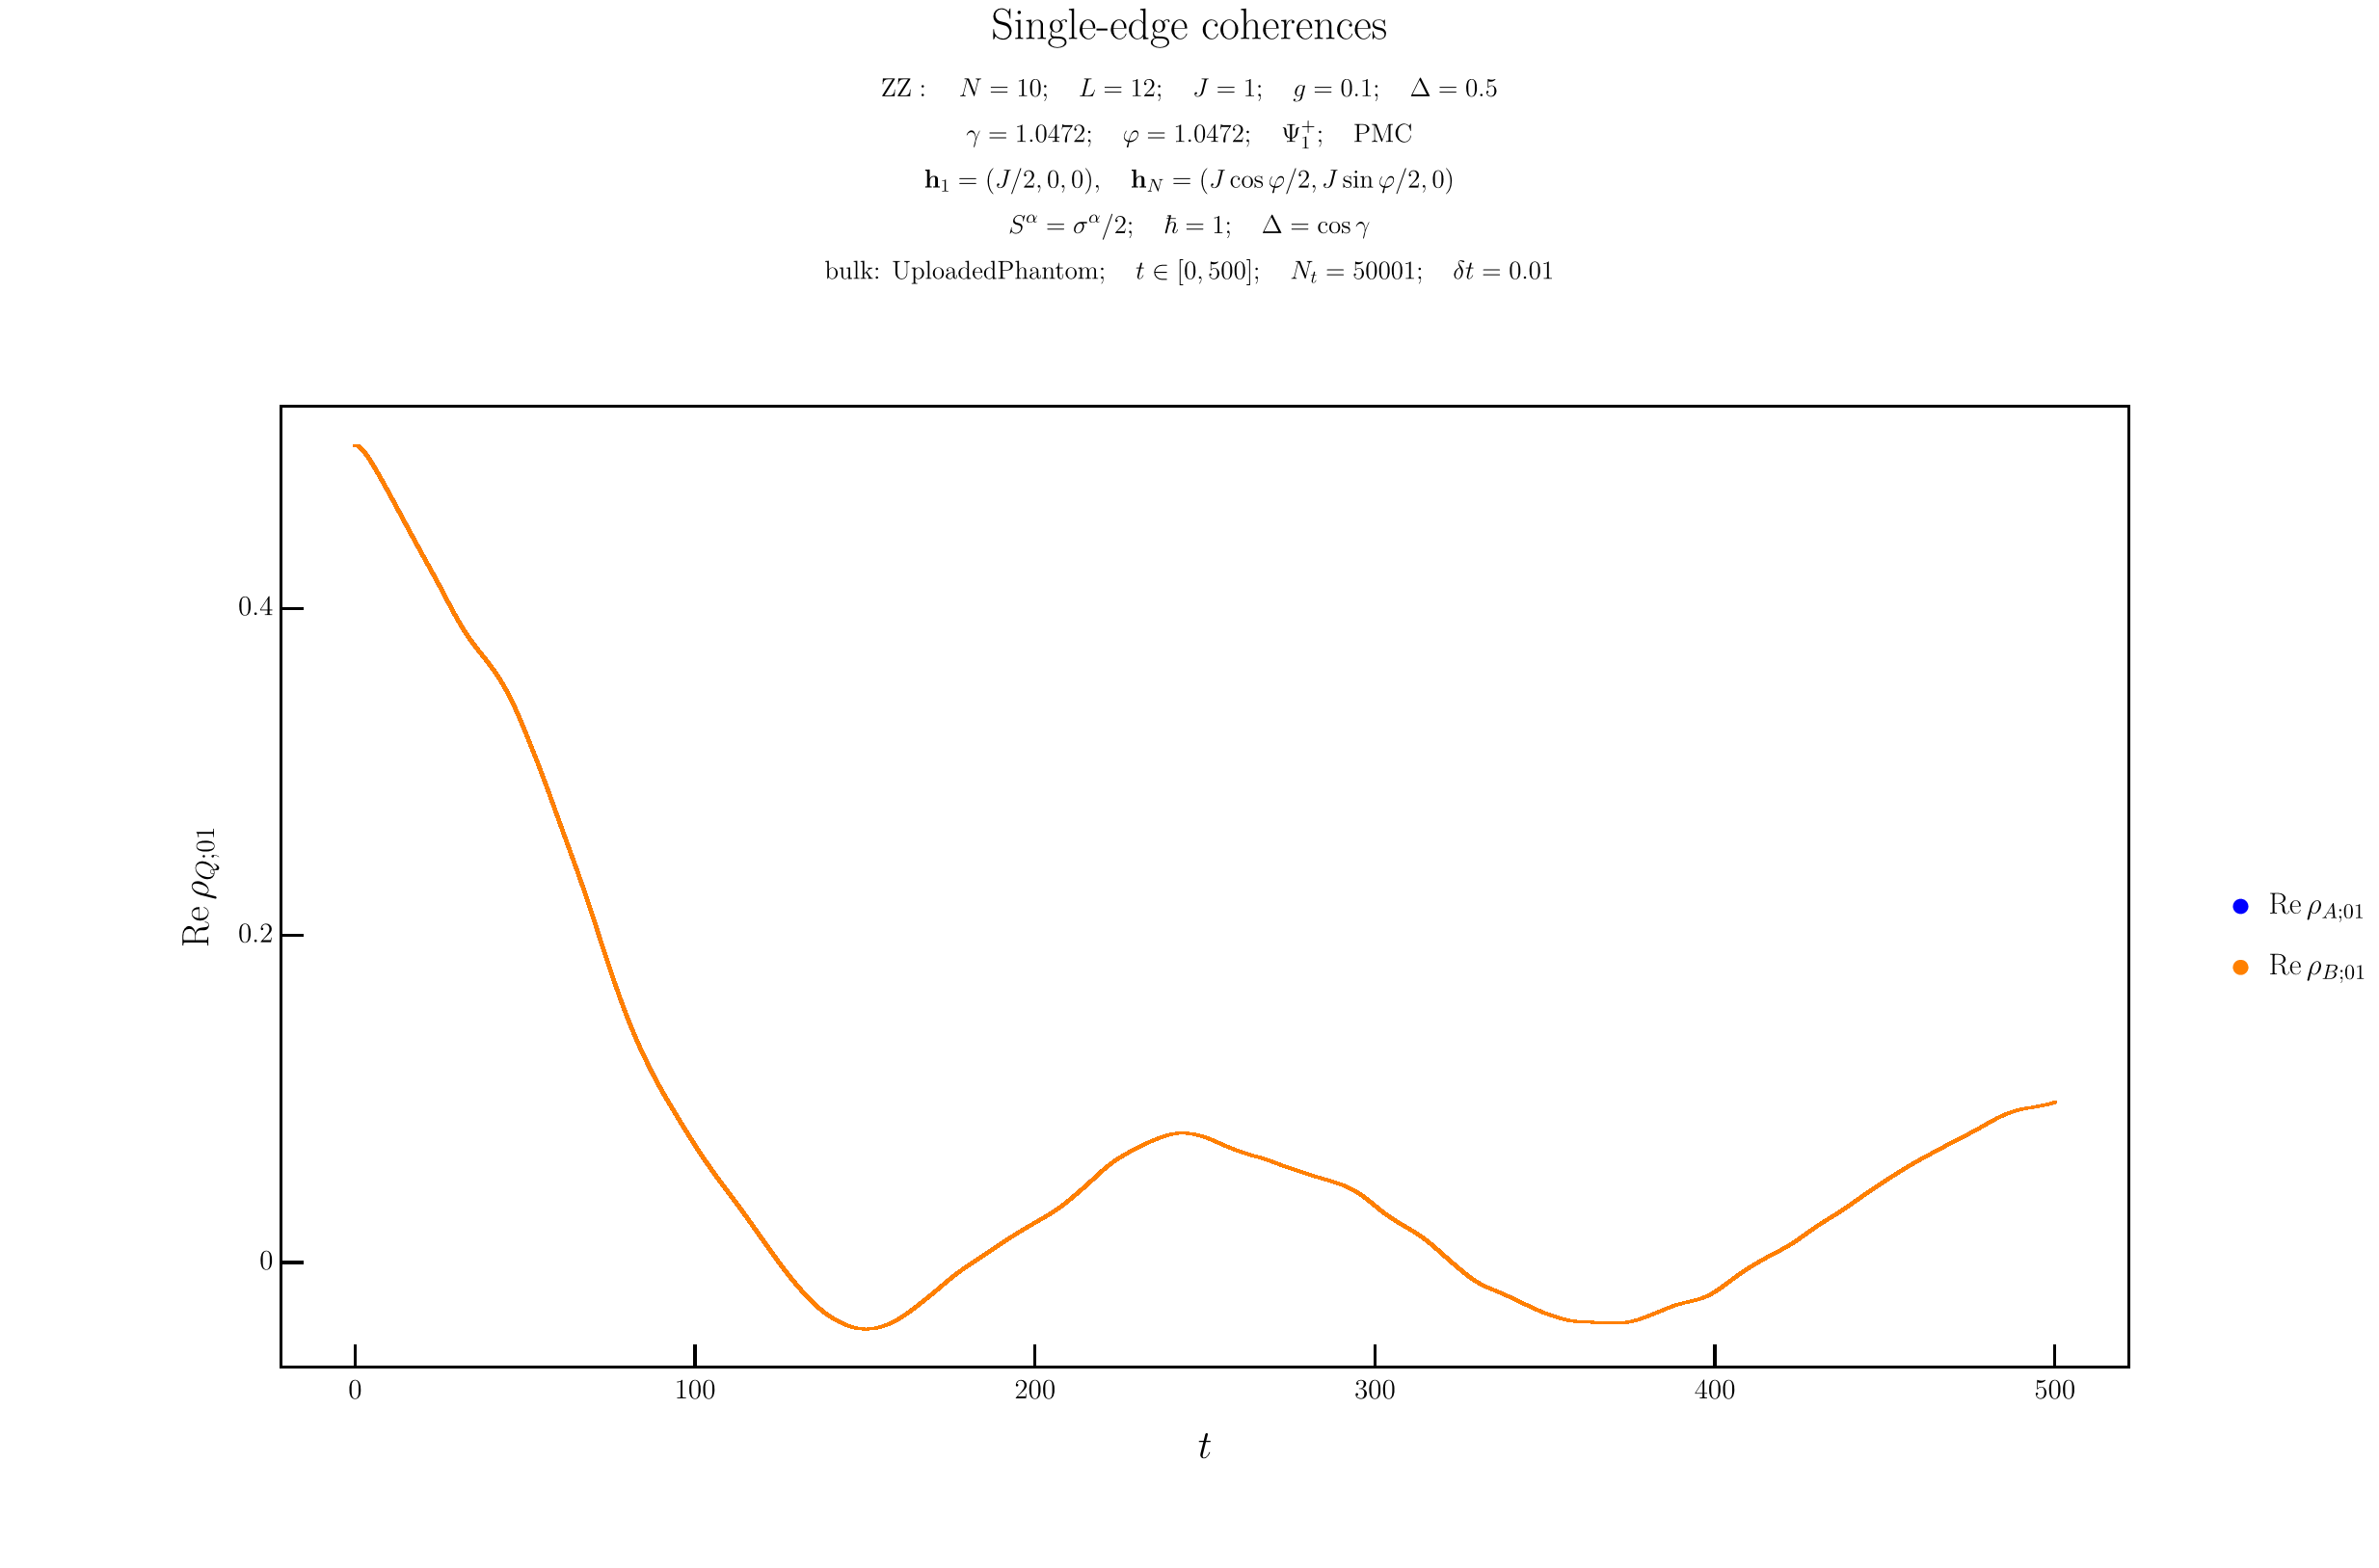 Single-edge coherences
ZZ : N = 10; L = 12; J = 1; g = 0.1; Δ = 0.5
γ = 1.0472; φ = 1.0472; Ψ₁⁺; PMC
𝐡₁ = (J/2, 0, 0), 𝐡_N = (J cos φ/2, J sin φ/2, 0)
S^α = σ^α/2; ℏ = 1; Δ = cos γ
bulk: UploadedPhantom; t ∈ [0, 500]; N_t = 50001; δt = 0.01
Re ρ_{Q;01}
0.4
0.2
0
0 100 200 300 400 500
t
Re ρ_{A;01}
Re ρ_{B;01}